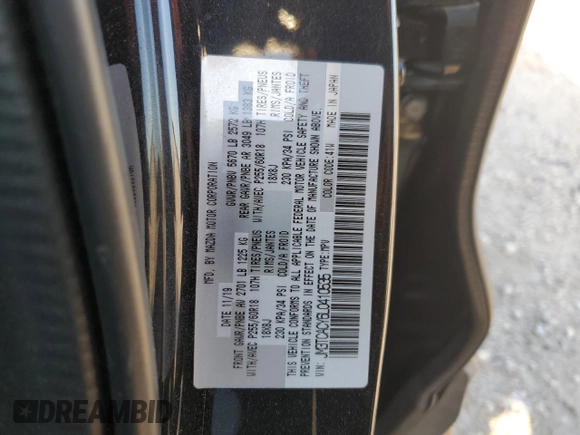 MFD. BY MAZDA MOTOR CORPORATION
DATE 11/19 GVWR/PNBV 5670 LB 2572 KG
FRONT GAWR/PNBE AV 2701 LB 1225 KG REAR GAWR/PNBE AR 3049 LB 1383 KG
WITH/AVEC P255/60R18 107H TIRES/PNEUS WITH/AVEC P255/60R18 107H TIRES/PNEUS
18X8J RIMS/JANTES 18X8J RIMS/JANTES
230 KPA/34 PSI COLD/A FROID 230 KPA/34 PSI COLD/A FROID
THIS VEHICLE CONFORMS TO ALL APPLICABLE FEDERAL MOTOR VEHICLE SAFETY AND THEFT
PREVENTION STANDARDS IN EFFECT ON THE DATE OF MANUFACTURE SHOWN ABOVE.
VIN: JM3TCACY6L0410535 TYPE: MPV COLOR CODE: 41W MADE IN JAPAN
DREAMBID